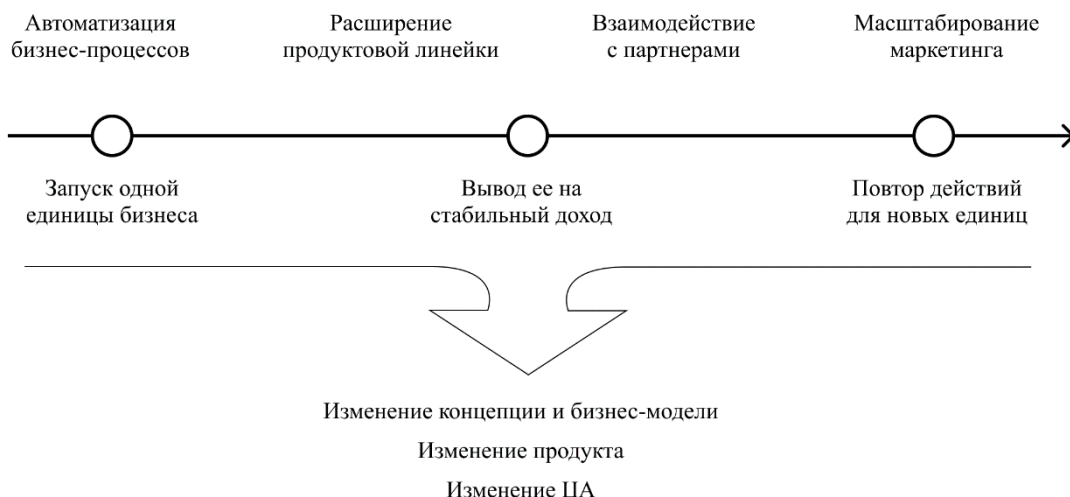 Автоматизация
бизнес-процессов
Расширение
продуктовой линейки
Взаимодействие
с партнерами
Масштабирование
маркетинга
Запуск одной
единицы бизнеса
Вывод ее на
стабильный доход
Повтор действий
для новых единиц
Изменение концепции и бизнес-модели
Изменение продукта
Изменение ЦА